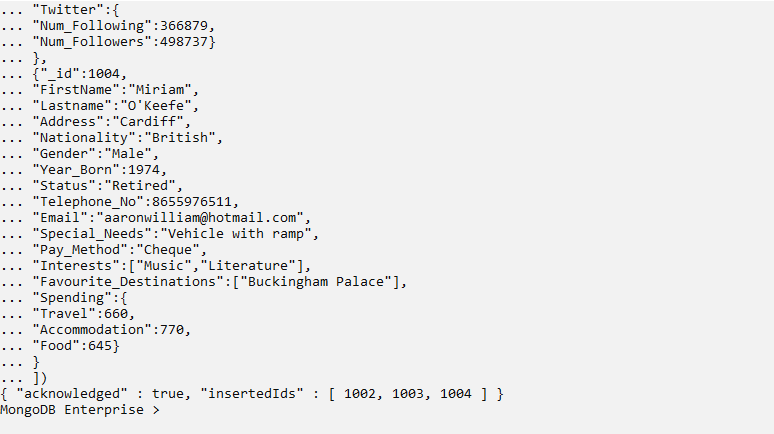 ... "Twitter":{
... "Num_Following":366879,
... "Num_Followers":498737}
... },
... {"_id":1004,
... "FirstName":"Miriam",
... "Lastname":"O'Keefe",
... "Address":"Cardiff",
... "Nationality":"British",
... "Gender":"Male",
... "Year_Born":1974,
... "Status":"Retired",
... "Telephone_No":8655976511,
... "Email":"aaronwilliam@hotmail.com",
... "Special_Needs":"Vehicle with ramp",
... "Pay_Method":"Cheque",
... "Interests":["Music","Literature"],
... "Favourite_Destinations":["Buckingham Palace"],
... "Spending":{
... "Travel":660,
... "Accommodation":770,
... "Food":645}
... }
... ])
{ "acknowledged" : true, "insertedIds" : [ 1002, 1003, 1004 ] }
MongoDB Enterprise >